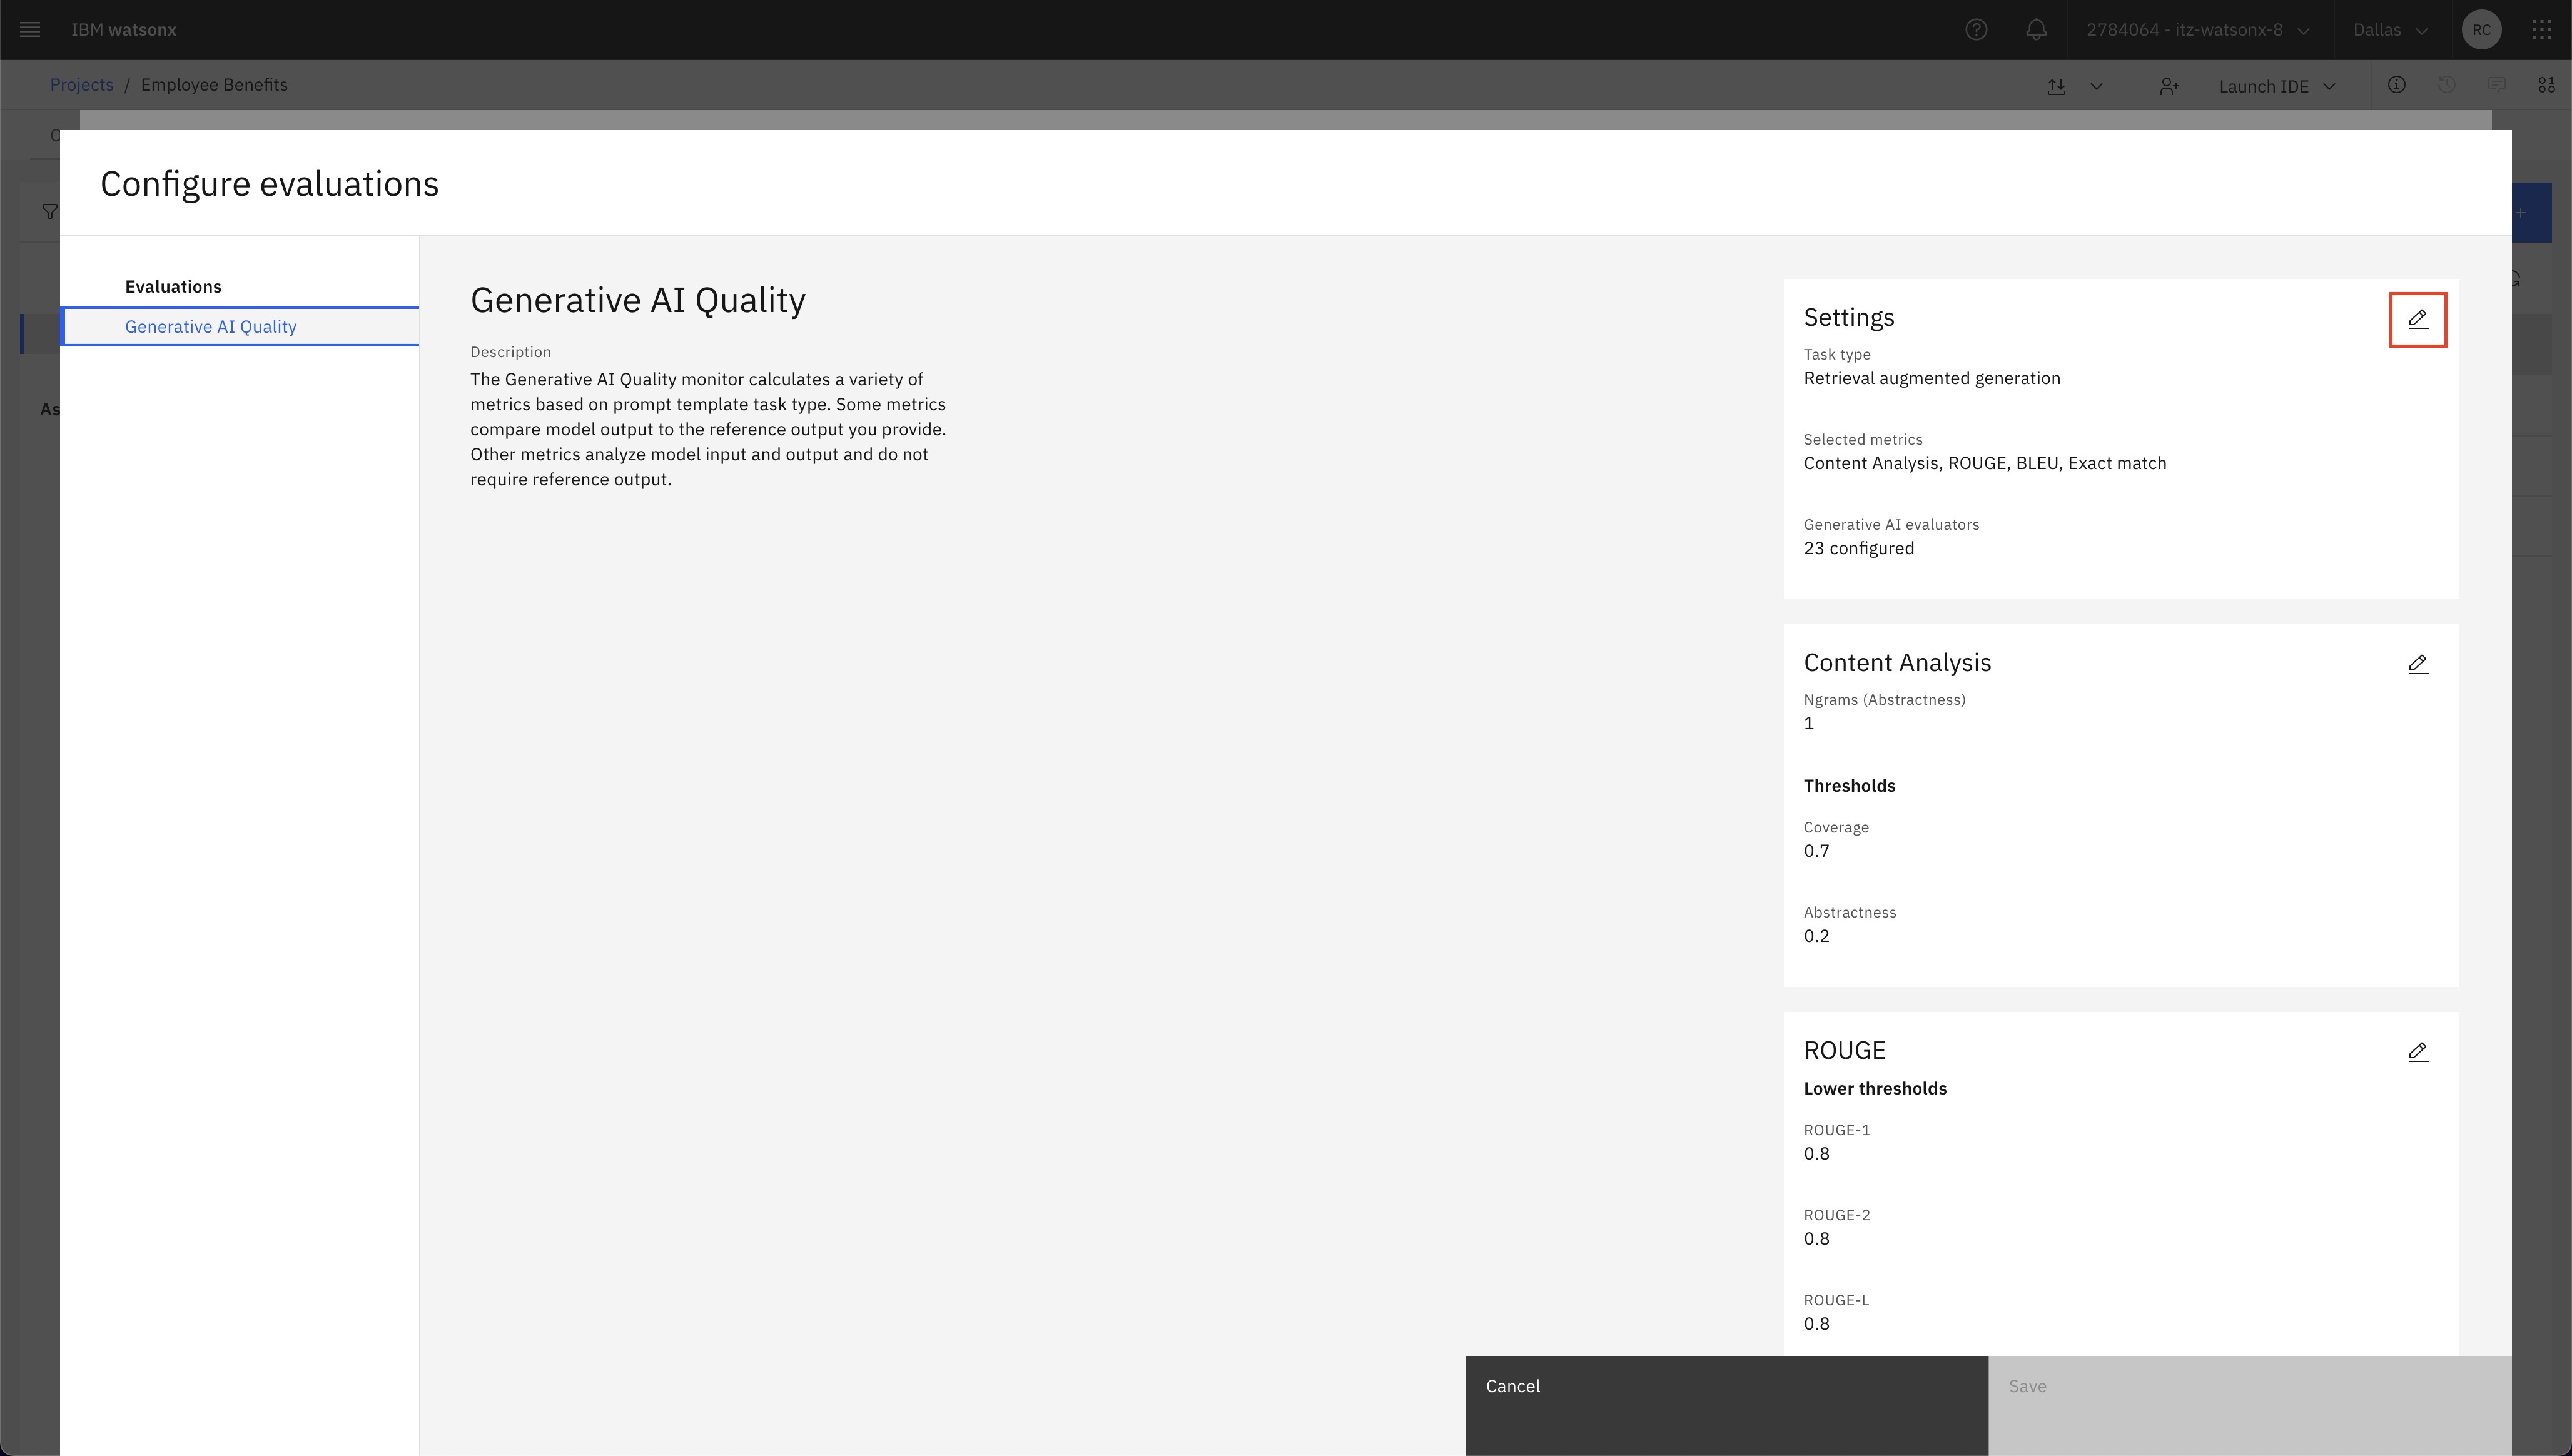 IBM watsonx
2784064 - itz-watsonx-8
Dallas
RC
Projects / Employee Benefits
Launch IDE
Configure evaluations
Evaluations
Generative AI Quality
As
Generative AI Quality
Description
The Generative AI Quality monitor calculates a variety of
metrics based on prompt template task type. Some metrics
compare model output to the reference output you provide.
Other metrics analyze model input and output and do not
require reference output.
Settings
Task type
Retrieval augmented generation
Selected metrics
Content Analysis, ROUGE, BLEU, Exact match
Generative AI evaluators
23 configured
Content Analysis
Ngrams (Abstractness)
1
Thresholds
Coverage
0.7
Abstractness
0.2
ROUGE
Lower thresholds
ROUGE-1
0.8
ROUGE-2
0.8
ROUGE-L
0.8
Cancel
Save